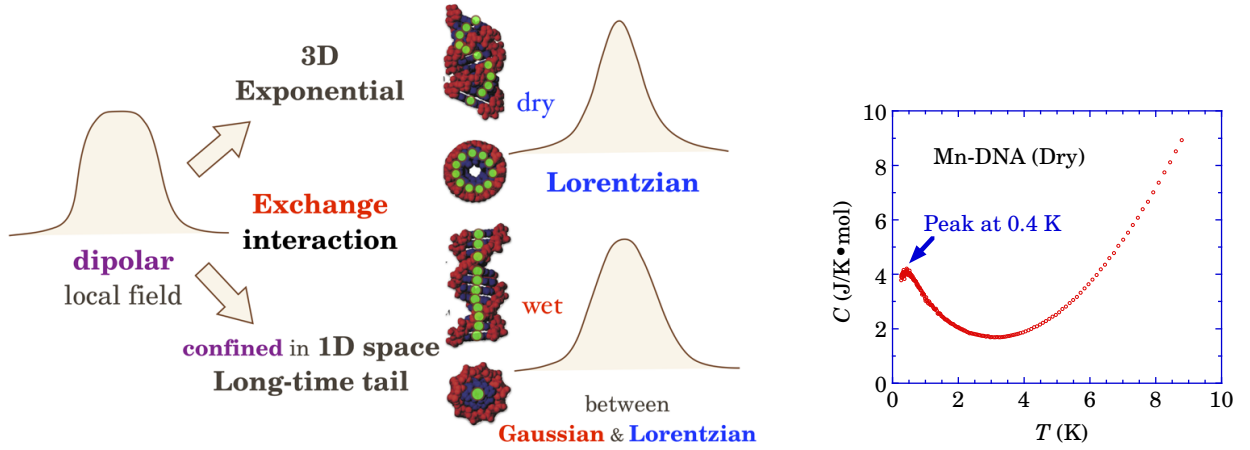 3D
Exponential
dry
Lorentzian
Exchange
interaction
dipolar
local field
wet
confined in 1D space
Long-time tail
between
Gaussian & Lorentzian
10
8
6
4
2
0
C (J/K•mol)
Mn-DNA (Dry)
Peak at 0.4 K
0 2 4 6 8 10
T (K)